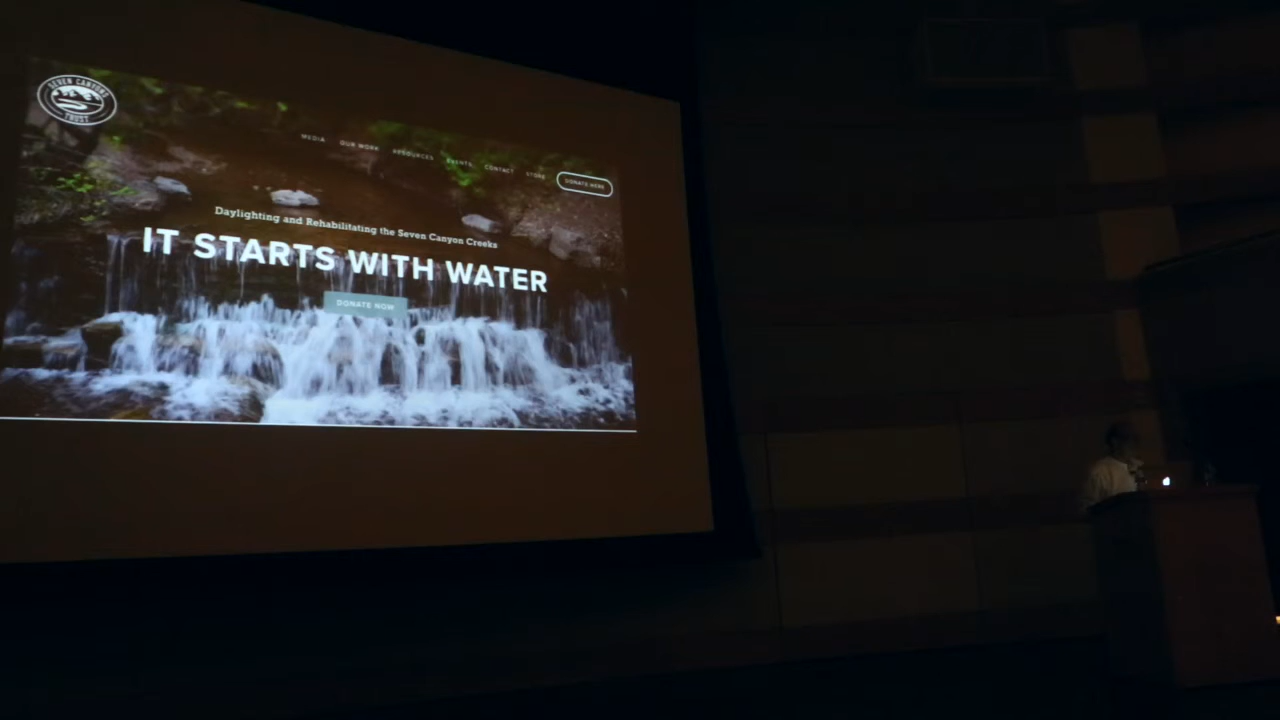 SEVEN CANYONS
TRUST
MEDIA OUR WORK RESOURCES EVENTS CONTACT STORE DONATE HERE
Daylighting and Rehabilitating the Seven Canyon Creeks
IT STARTS WITH WATER
DONATE NOW